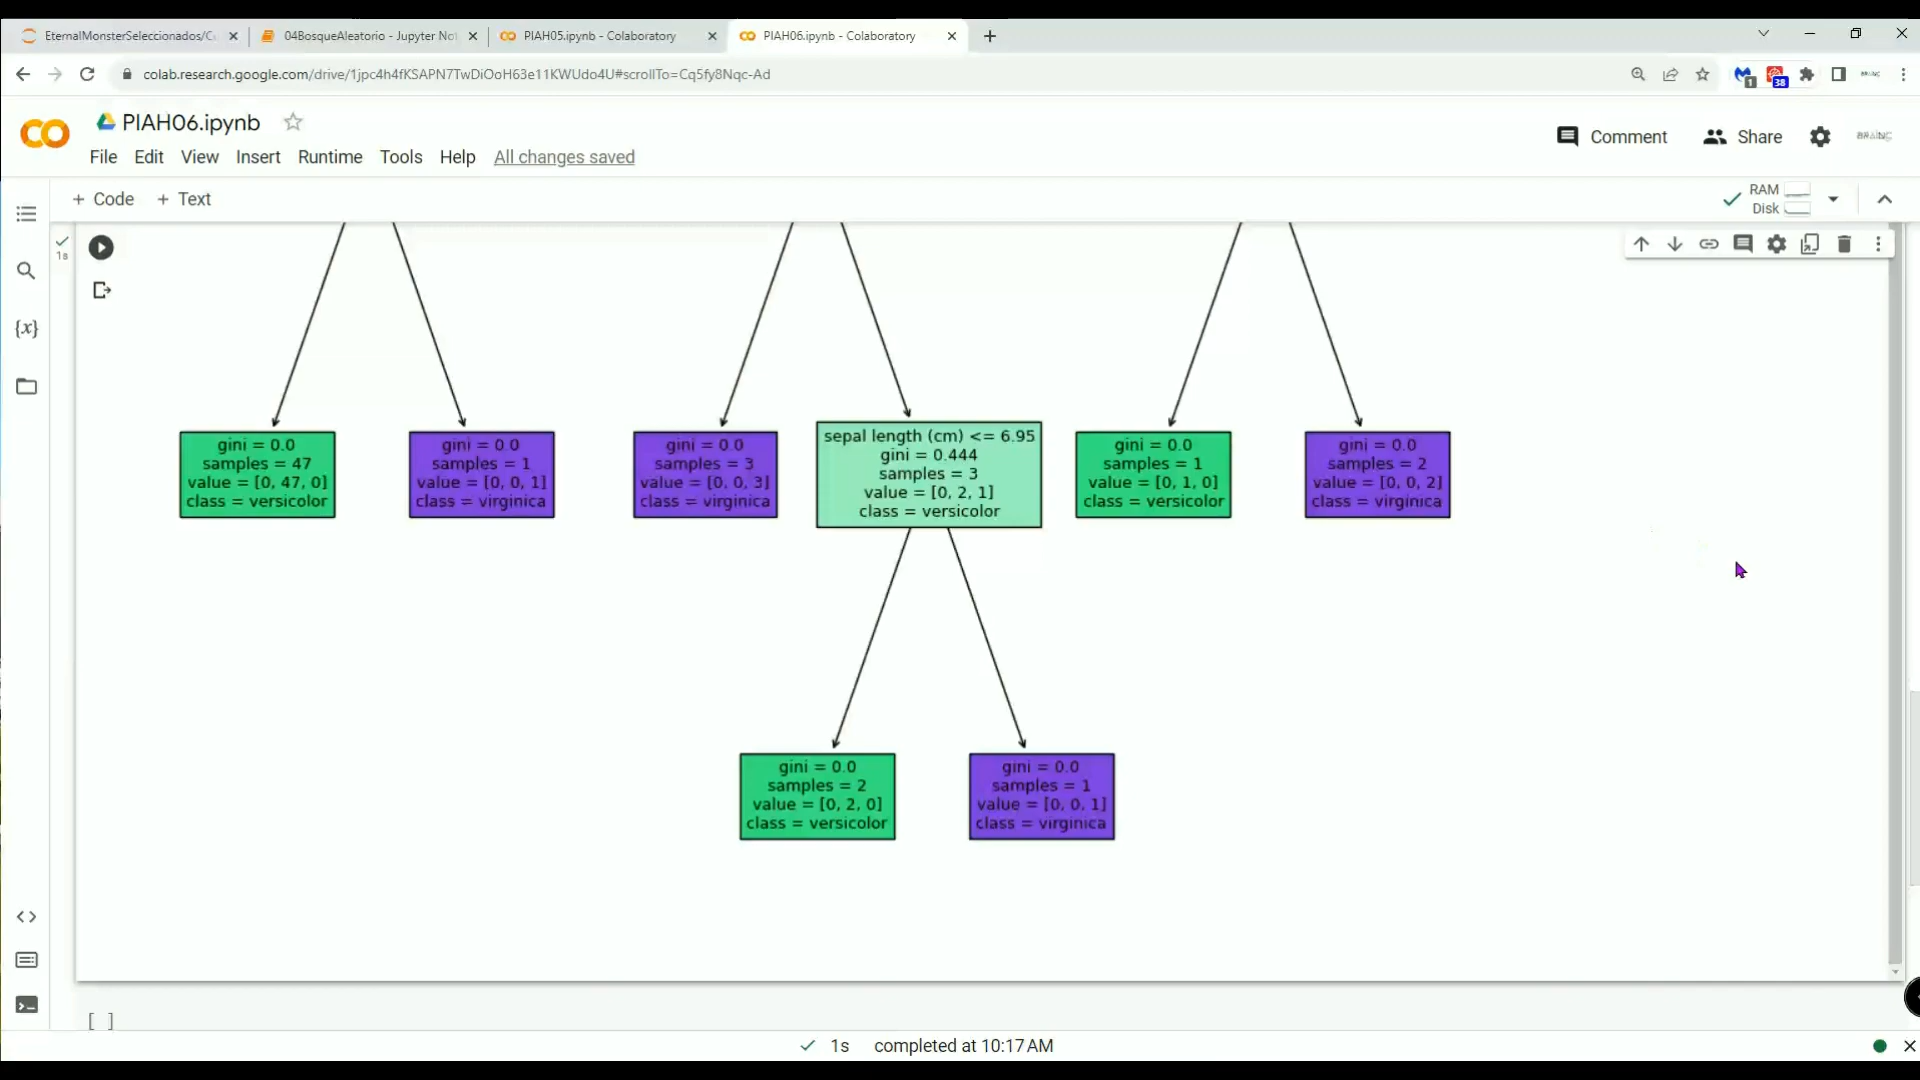 EternalMonsterSeleccionados/C
04BosqueAleatorio - Jupyter No
PIAH05.ipynb - Colaboratory
PIAH06.ipynb - Colaboratory
colab.research.google.com/drive/1jpc4h4fKSAPN7TwDiOoH63e11KWUdo4U#scrollTo=Cq5fy8Nqc-Ad
1
38
PIAH06.ipynb
Comment
Share
BRAINC
File Edit View Insert Runtime Tools Help All changes saved
+ Code + Text
RAM
Disk
1s
{x}
gini = 0.0
samples = 47
value = [0, 47, 0]
class = versicolor
gini = 0.0
samples = 1
value = [0, 0, 1]
class = virginica
gini = 0.0
samples = 3
value = [0, 0, 3]
class = virginica
sepal length (cm) <= 6.95
gini = 0.444
samples = 3
value = [0, 2, 1]
class = versicolor
gini = 0.0
samples = 1
value = [0, 1, 0]
class = versicolor
gini = 0.0
samples = 2
value = [0, 0, 2]
class = virginica
gini = 0.0
samples = 2
value = [0, 2, 0]
class = versicolor
gini = 0.0
samples = 1
value = [0, 0, 1]
class = virginica
[ ]
1s completed at 10:17 AM